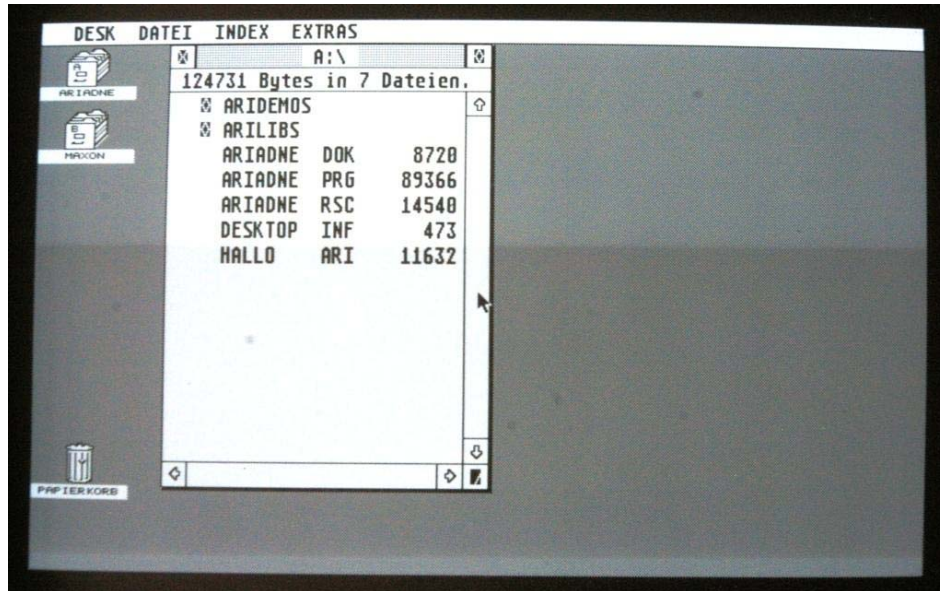 DESK DATEI INDEX EXTRAS
A:\
124731 Bytes in 7 Dateien.
ARIDEMOS
ARILIBS
ARIADNE DOK 8720
ARIADNE PRG 89366
ARIADNE RSC 14540
DESKTOP INF 473
HALLO ARI 11632
A
ARIADNE
B
MAXON
PAPIERKORB